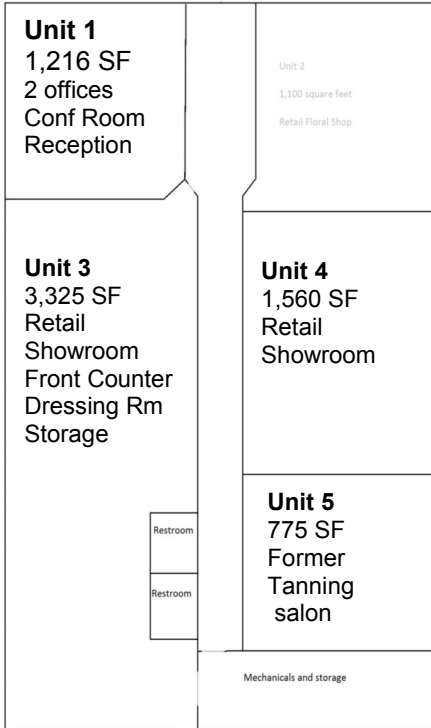 Unit 1
1,216 SF
2 offices
Conf Room
Reception
Unit 2
1,100 square feet
Retail Floral Shop
Unit 3
3,325 SF
Retail
Showroom
Front Counter
Dressing Rm
Storage
Unit 4
1,560 SF
Retail
Showroom
Unit 5
775 SF
Former
Tanning
salon
Restroom
Restroom
Mechanicals and storage